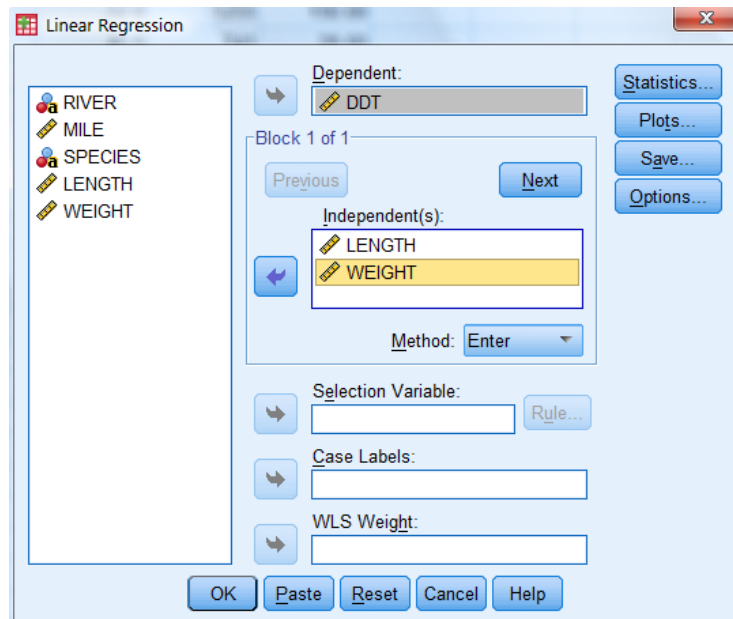 Linear Regression
RIVER
MILE
SPECIES
LENGTH
WEIGHT
Dependent:
DDT
Block 1 of 1
Previous
Next
Independent(s):
LENGTH
WEIGHT
Method: Enter
Selection Variable:
Rule...
Case Labels:
WLS Weight:
Statistics...
Plots...
Save...
Options...
OK Paste Reset Cancel Help